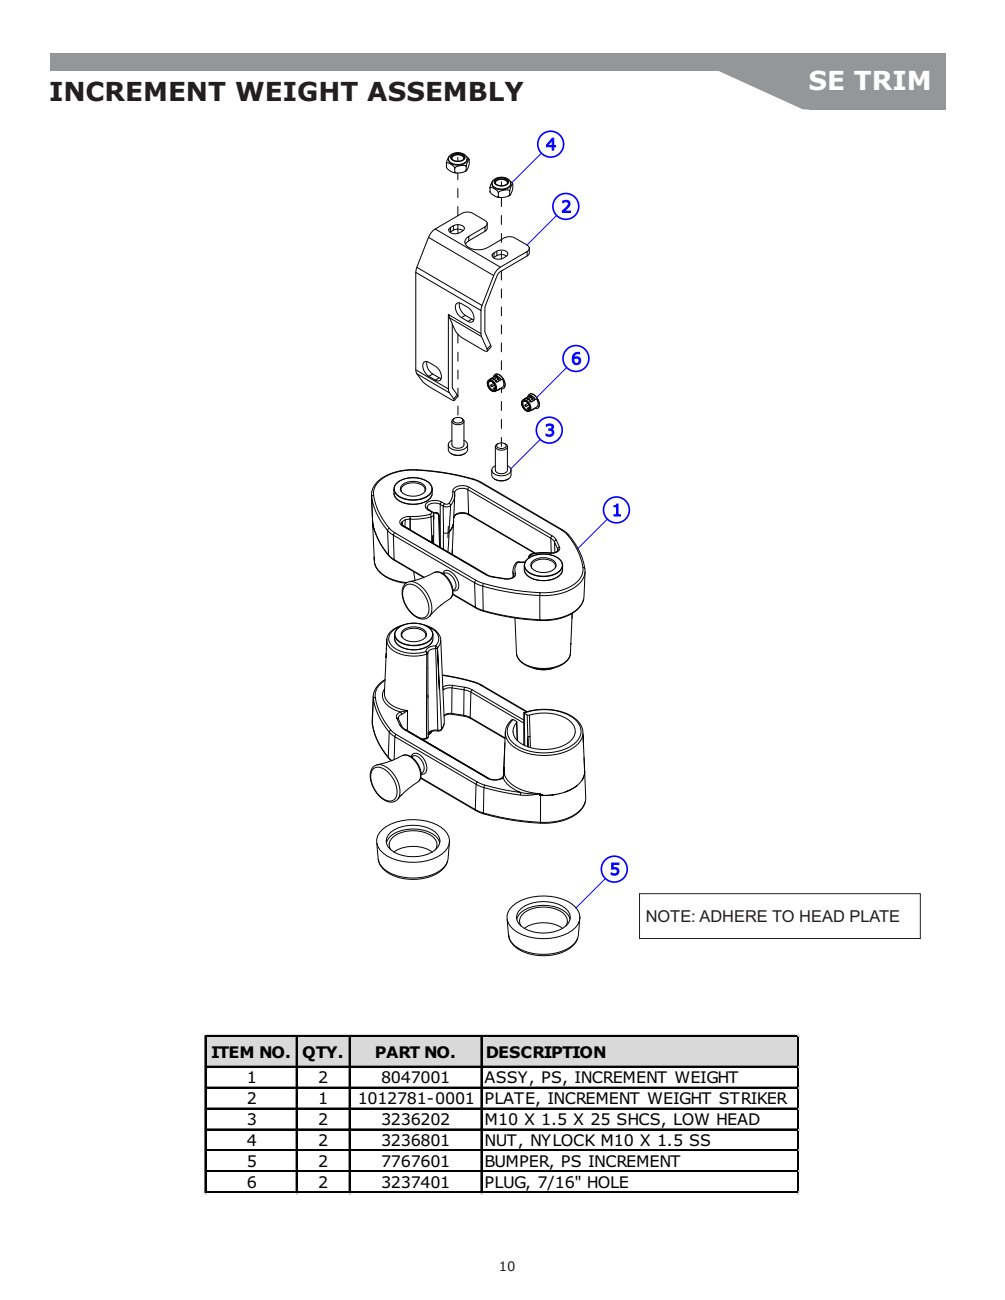 SE TRIM
INCREMENT WEIGHT ASSEMBLY
4
2
6
3
1
5
NOTE: ADHERE TO HEAD PLATE
ITEM NO. QTY. PART NO. DESCRIPTION
1 2 8047001 ASSY, PS, INCREMENT WEIGHT
2 1 1012781-0001 PLATE, INCREMENT WEIGHT STRIKER
3 2 3236202 M10 X 1.5 X 25 SHCS, LOW HEAD
4 2 3236801 NUT, NYLOCK M10 X 1.5 SS
5 2 7767601 BUMPER, PS INCREMENT
6 2 3237401 PLUG, 7/16" HOLE
10